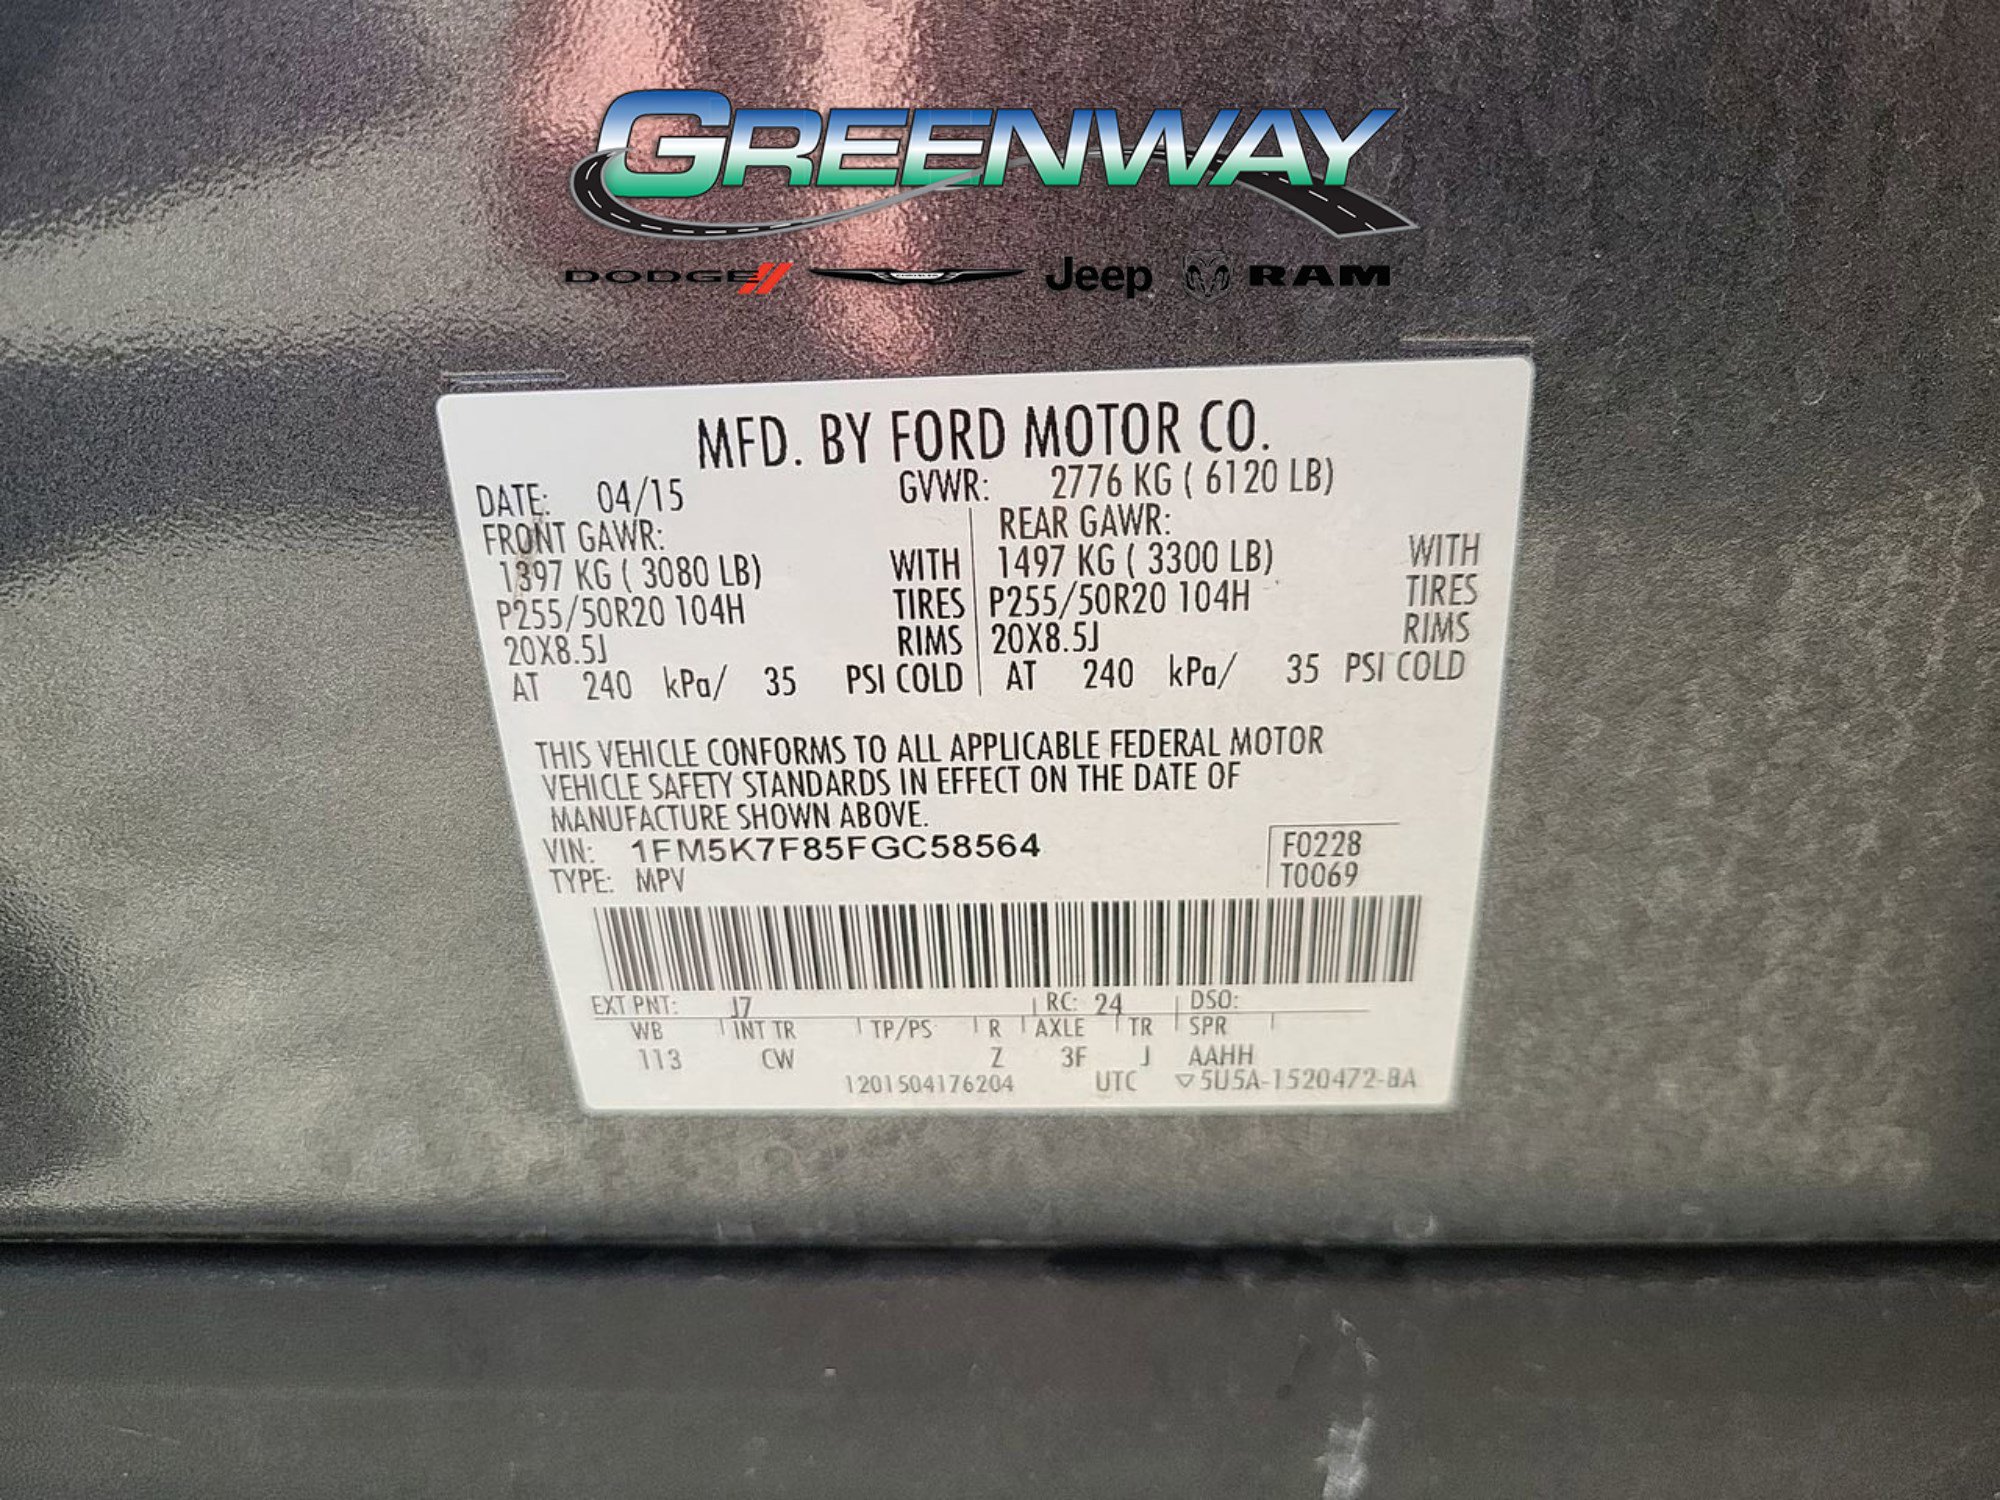 GREENWAY
DODGE CHRYSLER Jeep RAM
MFD. BY FORD MOTOR CO.
DATE: 04/15 GVWR: 2776 KG ( 6120 LB)
FRONT GAWR: REAR GAWR:
1397 KG ( 3080 LB) WITH 1497 KG ( 3300 LB) WITH
P255/50R20 104H TIRES P255/50R20 104H TIRES
20X8.5J RIMS 20X8.5J RIMS
AT 240 kPa/ 35 PSI COLD AT 240 kPa/ 35 PSI COLD
THIS VEHICLE CONFORMS TO ALL APPLICABLE FEDERAL MOTOR
VEHICLE SAFETY STANDARDS IN EFFECT ON THE DATE OF
MANUFACTURE SHOWN ABOVE.
VIN: 1FM5K7F85FGC58564 F0228
TYPE: MPV T0069
EXT PNT: J7 RC: 24 DSO:
WB INT TR TP/PS R AXLE TR SPR
113 CW Z 3F J AAHH
1201504176204 UTC ▽5U5A-1520472-BA